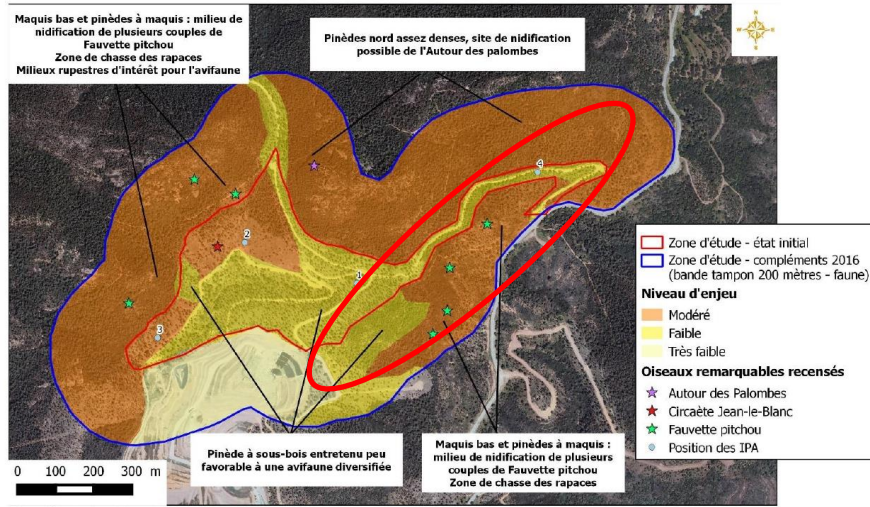 Maquis bas et pinèdes à maquis : milieu de
nidification de plusieurs couples de
Fauvette pitchou
Zone de chasse des rapaces
Milieux rupestres d'intérêt pour l'avifaune
Pinèdes nord assez denses, site de nidification
possible de l'Autour des palombes
4
2
1
3
Zone d'étude - état initial
Zone d'étude - compléments 2016
(bande tampon 200 mètres - faune)
Niveau d'enjeu
Modéré
Faible
Très faible
Oiseaux remarquables recensés
Autour des Palombes
Circaète Jean-le-Blanc
Fauvette pitchou
Position des IPA
Pinède à sous-bois entretenu peu
favorable à une avifaune diversifiée
Maquis bas et pinèdes à maquis :
milieu de nidification de plusieurs
couples de Fauvette pitchou
Zone de chasse des rapaces
0 100 200 300 m